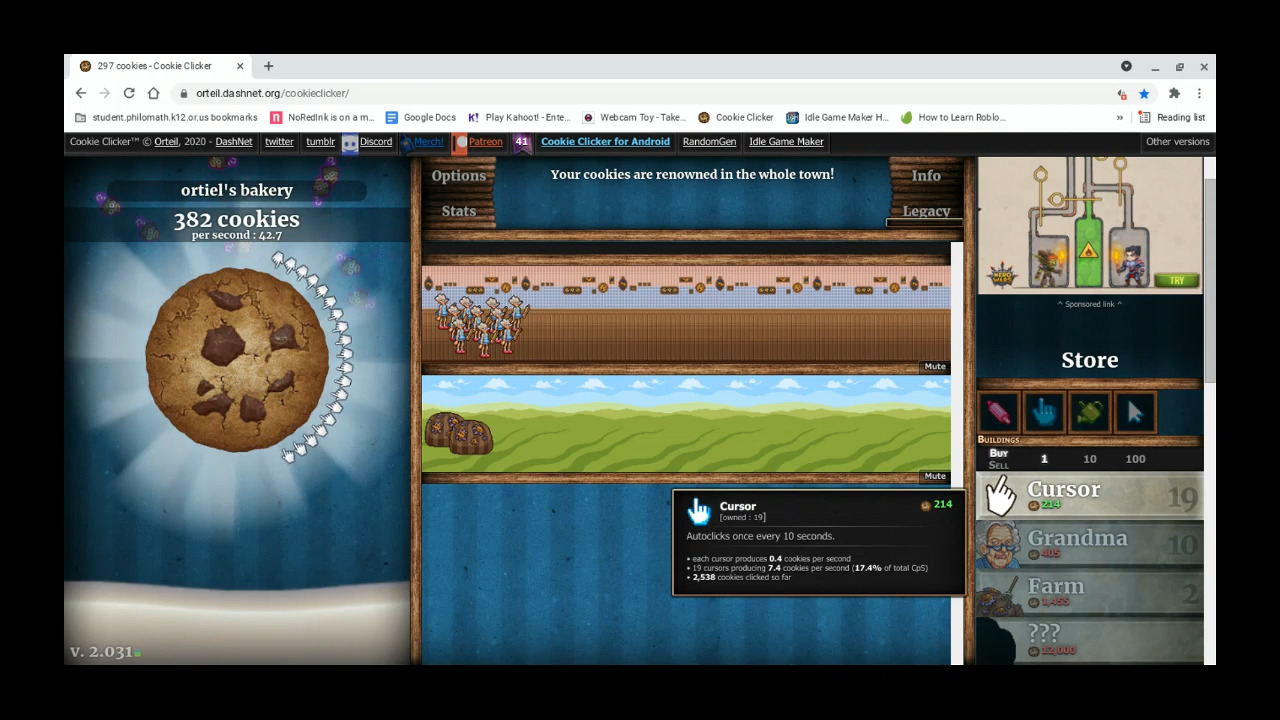 297 cookies - Cookie Clicker
orteil.dashnet.org/cookieclicker/
student.philomath.k12.or.us bookmarks
NoRedInk is on a m...
Google Docs
Play Kahoot! - Ente...
Webcam Toy - Take...
Cookie Clicker
Idle Game Maker H...
How to Learn Roblo...
»
Reading list
Cookie Clicker™ © Orteil, 2020 - DashNet
twitter
tumblr
Discord
Merch!
Patreon
41
Cookie Clicker for Android
RandomGen
Idle Game Maker
Other versions
ortiel's bakery
382 cookies
per second : 42.7
v. 2.031
Options
Stats
Your cookies are renowned in the whole town!
Info
Legacy
Mute
Mute
Cursor
214
[owned : 19]
Autoclicks once every 10 seconds.
• each cursor produces 0.4 cookies per second
• 19 cursors producing 7.4 cookies per second (17.4% of total CpS)
• 2,538 cookies clicked so far
TRY
^ Sponsored link ^
Store
Buildings
Buy
Sell
1 10 100
Cursor 19
214
Grandma 10
405
Farm 2
1,455
???
12,000